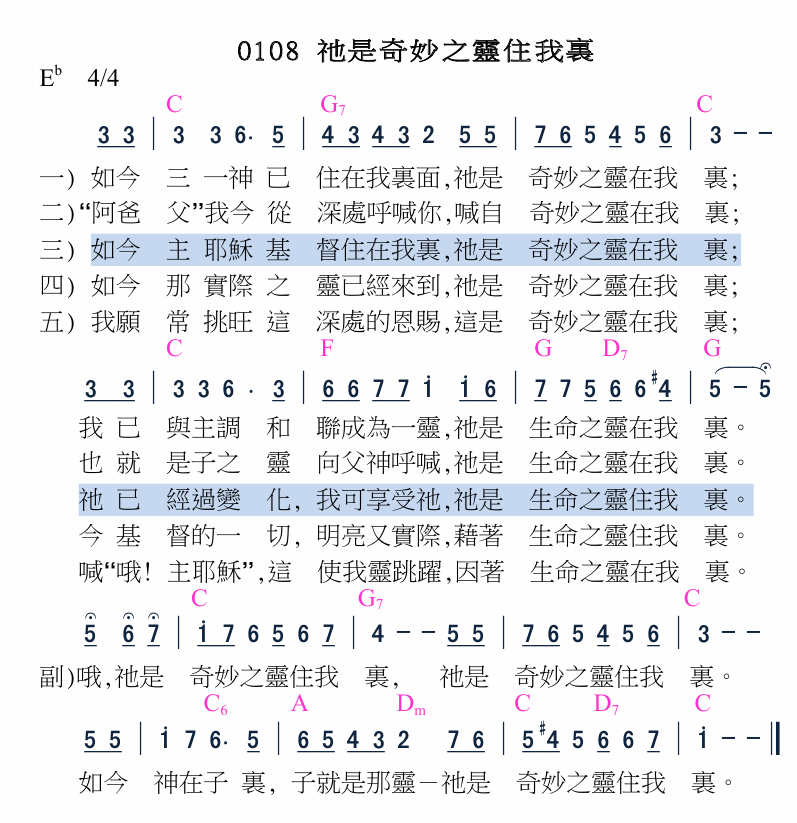 0108 祂是奇妙之靈住我裏
E♭ 4/4
C G7 C
3 3 | 3 3 6. 5 | 4 3 4 3 2 5 5 | 7 6 5 4 5 6 | 3 – –
一) 如今 三 一神 已 住在我裏面,祂是 奇妙之靈在我 裏;
二)“阿爸 父”我今 從 深處呼喊你,喊自 奇妙之靈在我 裏;
三) 如今 主 耶穌 基 督住在我裏,祂是 奇妙之靈在我 裏;
四) 如今 那 實際 之 靈已經來到,祂是 奇妙之靈在我 裏;
五) 我願 常 挑旺 這 深處的恩賜,這是 奇妙之靈在我 裏;
C F G D7 G
3 3 | 3 3 6 . 3 | 6 6 7 7 i i 6 | 7 7 5 6 6 #4 | 5 – 5
我 已 與主調 和 聯成為一靈,祂是 生命之靈在我 裏。
也 就 是子之 靈 向父神呼喊,祂是 生命之靈在我 裏。
祂 已 經過變 化, 我可享受祂,祂是 生命之靈住我 裏。
今 基 督的一 切, 明亮又實際,藉著 生命之靈住我 裏。
喊“哦! 主耶穌”,這 使我靈跳躍,因著 生命之靈在我 裏。
C G7 C
5 6 7 | i 7 6 5 6 7 | 4 – – 5 5 | 7 6 5 4 5 6 | 3 – –
副)哦,祂是 奇妙之靈住我 裏, 祂是 奇妙之靈住我 裏。
C6 A Dm C D7 C
5 5 | i 7 6. 5 | 6 5 4 3 2 7 6 | 5 #4 5 6 6 7 | i – –
如今 神在子 裏, 子就是那靈－祂是 奇妙之靈住我 裏。